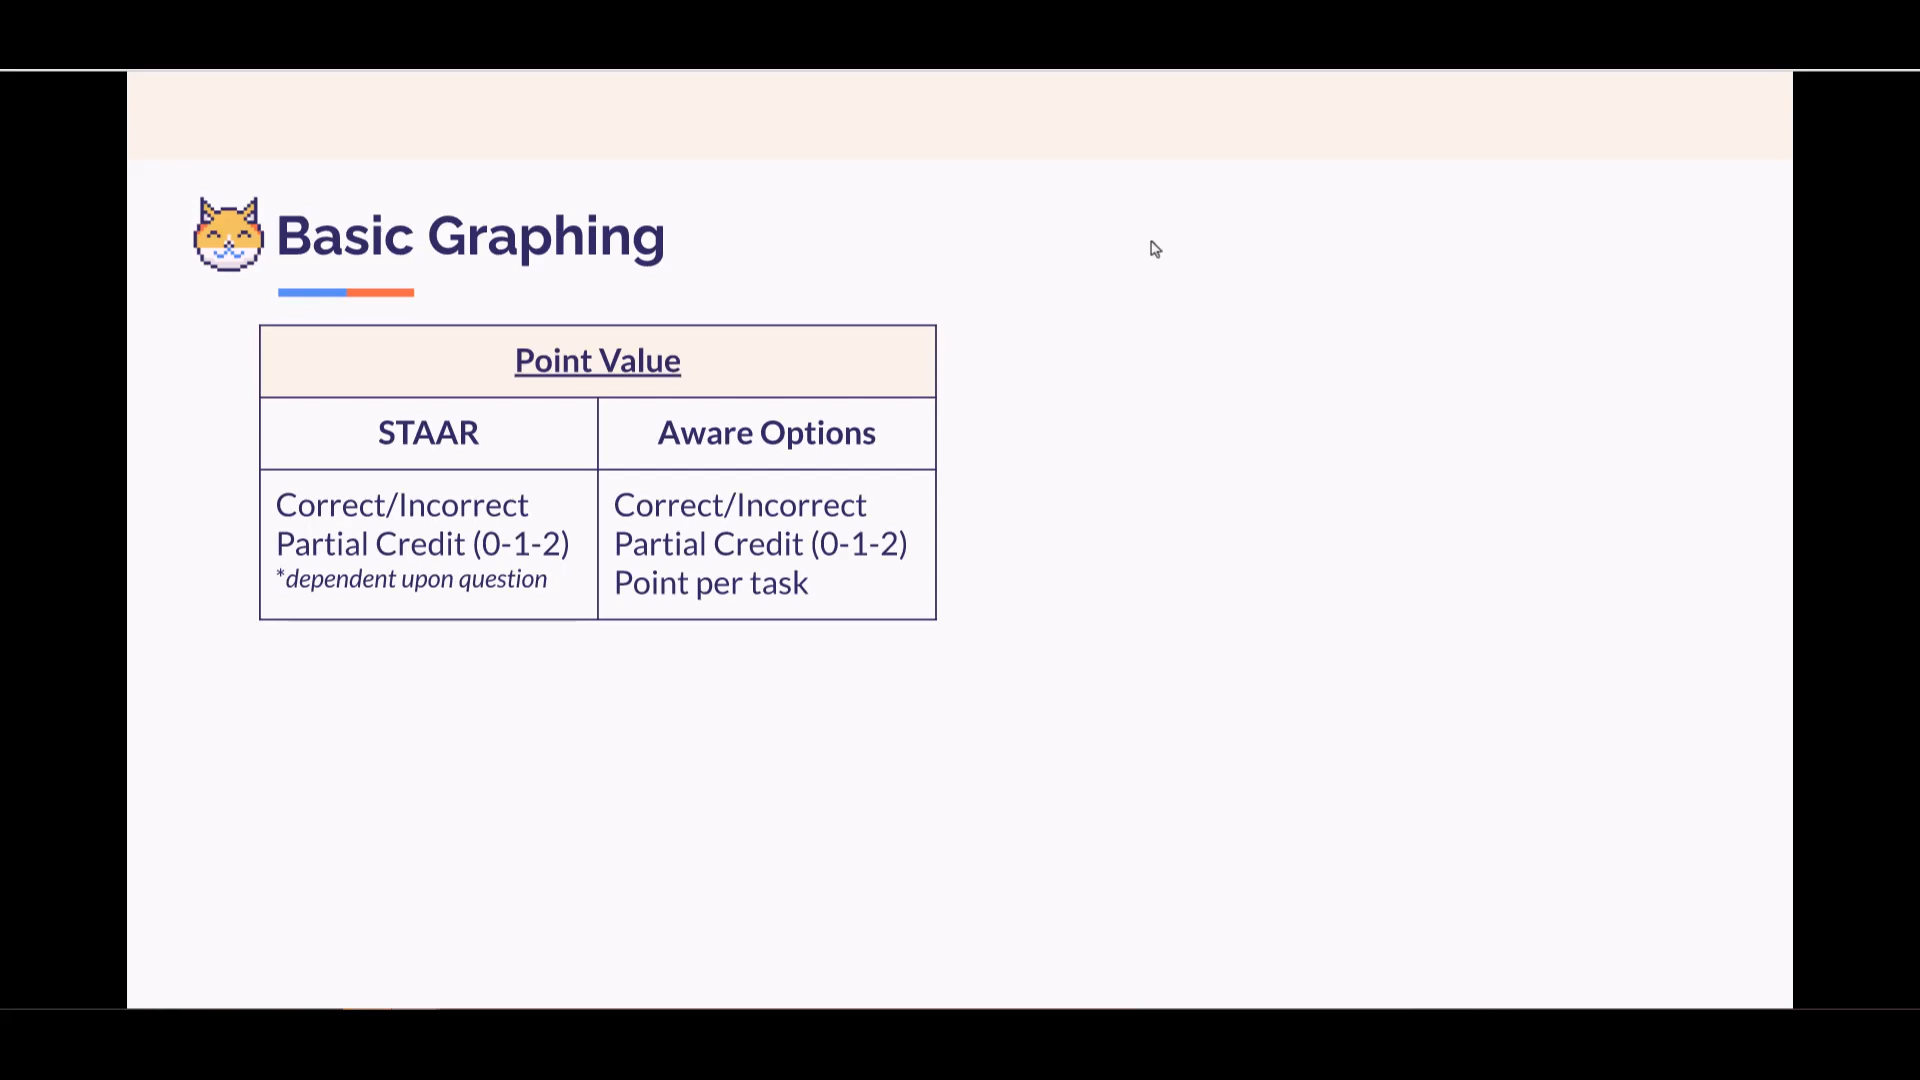 Basic Graphing
Point Value
STAAR
Aware Options
Correct/Incorrect
Partial Credit (0-1-2)
*dependent upon question
Correct/Incorrect
Partial Credit (0-1-2)
Point per task